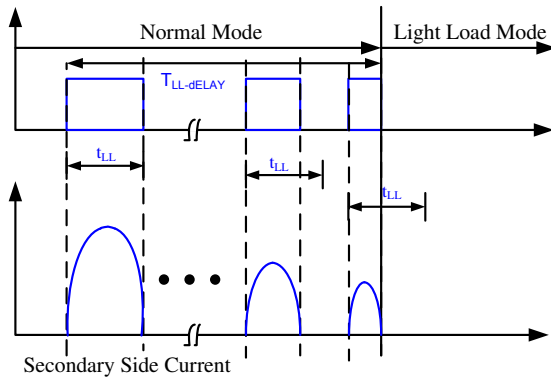 Normal Mode
Light Load Mode
TLL-dELAY
tLL
tLL
tLL
Secondary Side Current